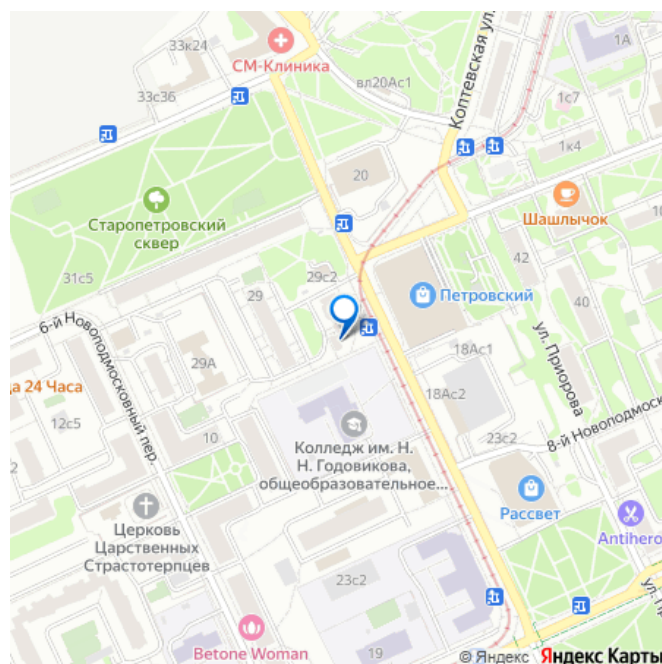 33к24
СМ-Клиника
33с36
вл20Ас1
Коптевская ул.
1А
1с7
1к4
20
Шашлычок
Старопетровский
сквер
42
31с5
29с2
29
Петровский
40
6-й Новоподмосковный пер.
ул. Приорова
29А
18Ас1
да 24 Часа
18Ас2
12с5
10
Колледж им. Н.
Н. Годовикова,
общеобразовательное...
23с2
8-й Новоподмоск
Рассвет
Церковь
Царственных
Страстотерпцев
Antihero
23с2
19
Betone Woman
© Яндекс Яндекс Карты